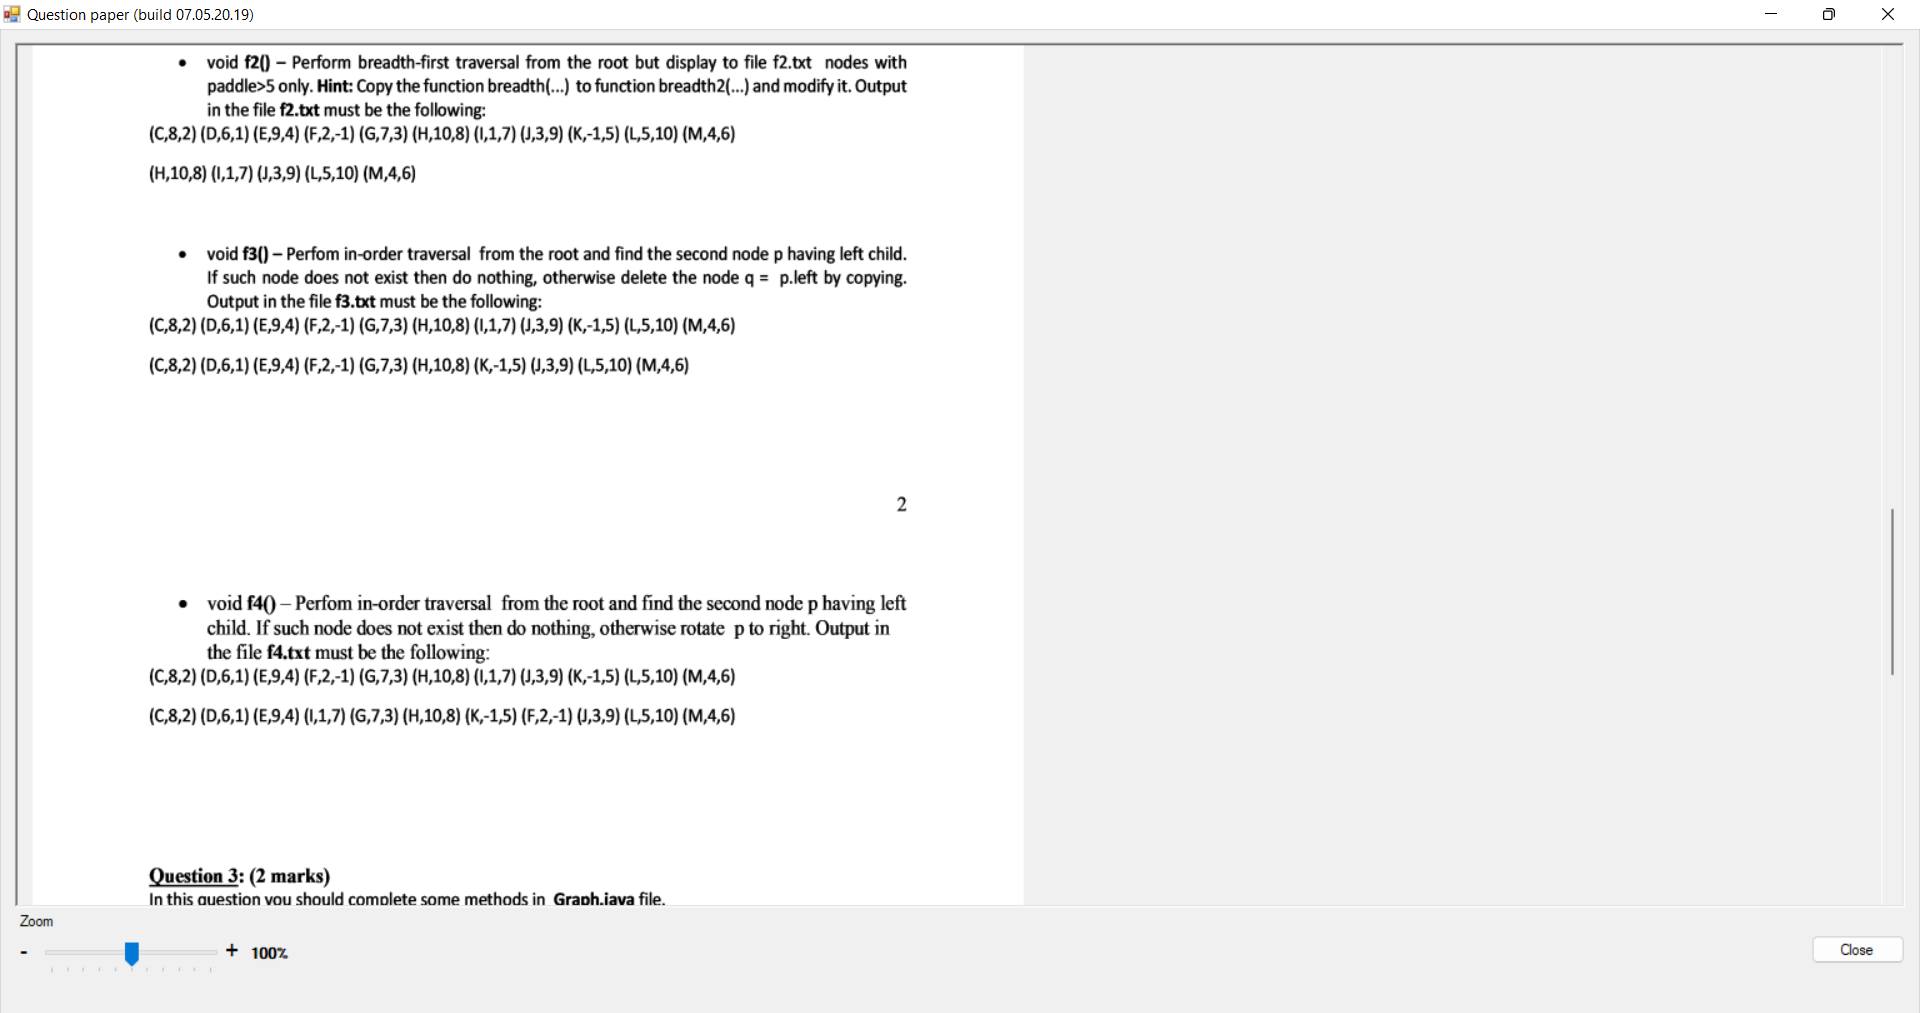 Question paper (build 07.05.20.19)
• void f2() – Perform breadth-first traversal from the root but display to file f2.txt nodes with
paddle>5 only. Hint: Copy the function breadth(...) to function breadth2(...) and modify it. Output
in the file f2.txt must be the following:
(C,8,2) (D,6,1) (E,9,4) (F,2,-1) (G,7,3) (H,10,8) (I,1,7) (J,3,9) (K,-1,5) (L,5,10) (M,4,6)
(H,10,8) (I,1,7) (J,3,9) (L,5,10) (M,4,6)
• void f3() – Perfom in-order traversal from the root and find the second node p having left child.
If such node does not exist then do nothing, otherwise delete the node q = p.left by copying.
Output in the file f3.txt must be the following:
(C,8,2) (D,6,1) (E,9,4) (F,2,-1) (G,7,3) (H,10,8) (I,1,7) (J,3,9) (K,-1,5) (L,5,10) (M,4,6)
(C,8,2) (D,6,1) (E,9,4) (F,2,-1) (G,7,3) (H,10,8) (K,-1,5) (J,3,9) (L,5,10) (M,4,6)
2
• void f4() – Perfom in-order traversal from the root and find the second node p having left
child. If such node does not exist then do nothing, otherwise rotate p to right. Output in
the file f4.txt must be the following:
(C,8,2) (D,6,1) (E,9,4) (F,2,-1) (G,7,3) (H,10,8) (I,1,7) (J,3,9) (K,-1,5) (L,5,10) (M,4,6)
(C,8,2) (D,6,1) (E,9,4) (I,1,7) (G,7,3) (H,10,8) (K,-1,5) (F,2,-1) (J,3,9) (L,5,10) (M,4,6)
Question 3: (2 marks)
In this question you should complete some methods in Graph.java file.
Zoom
- + 100%
Close